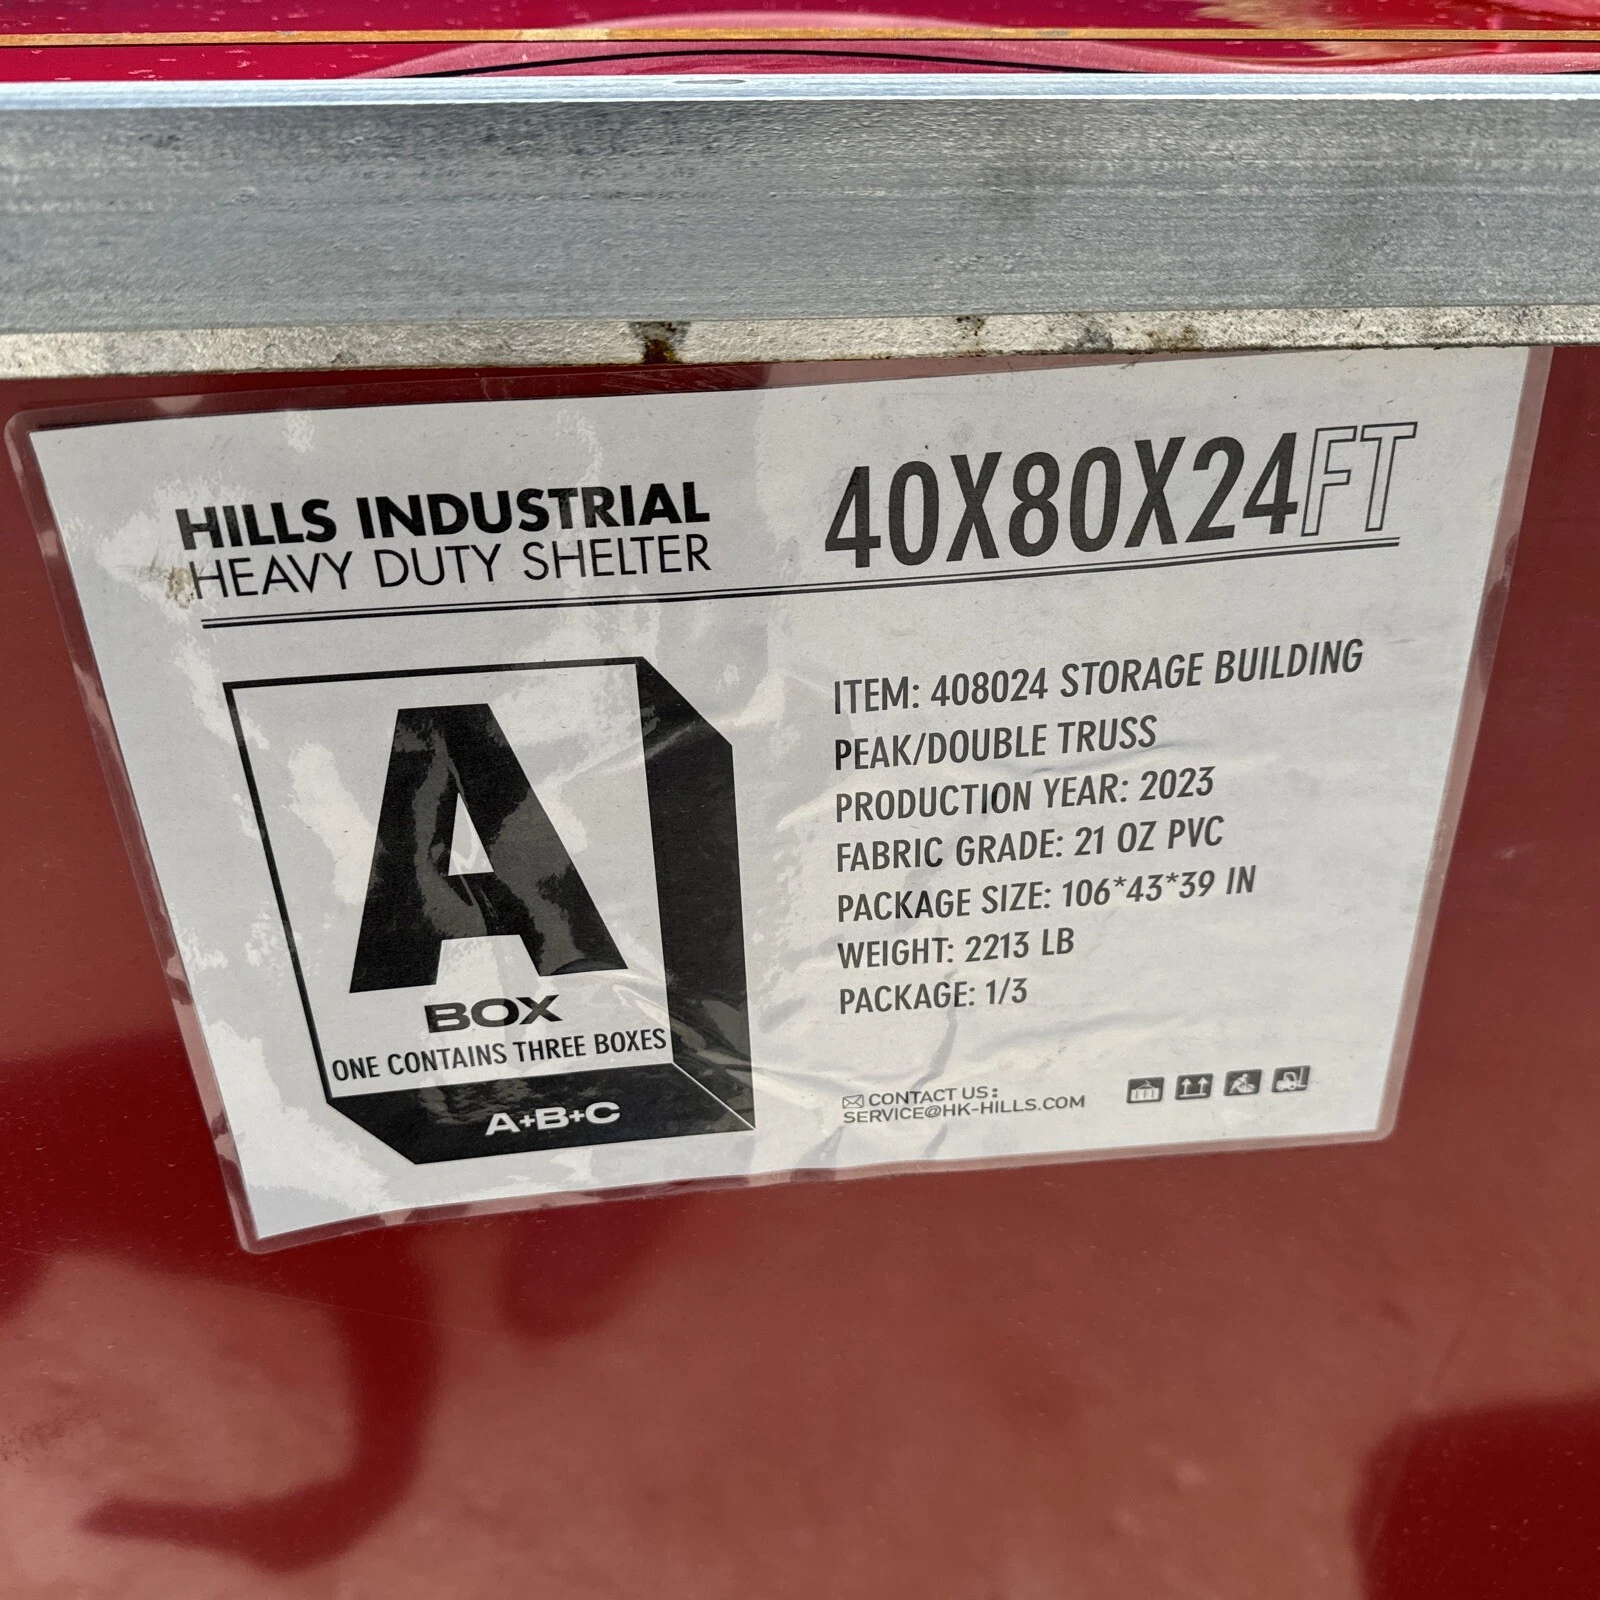 HILLS INDUSTRIAL
HEAVY DUTY SHELTER
40X80X24FT
A
BOX
ONE CONTAINS THREE BOXES
A+B+C
ITEM: 408024 STORAGE BUILDING
PEAK/DOUBLE TRUSS
PRODUCTION YEAR: 2023
FABRIC GRADE: 21 OZ PVC
PACKAGE SIZE: 106*43*39 IN
WEIGHT: 2213 LB
PACKAGE: 1/3
CONTACT US:
SERVICE@HK-HILLS.COM